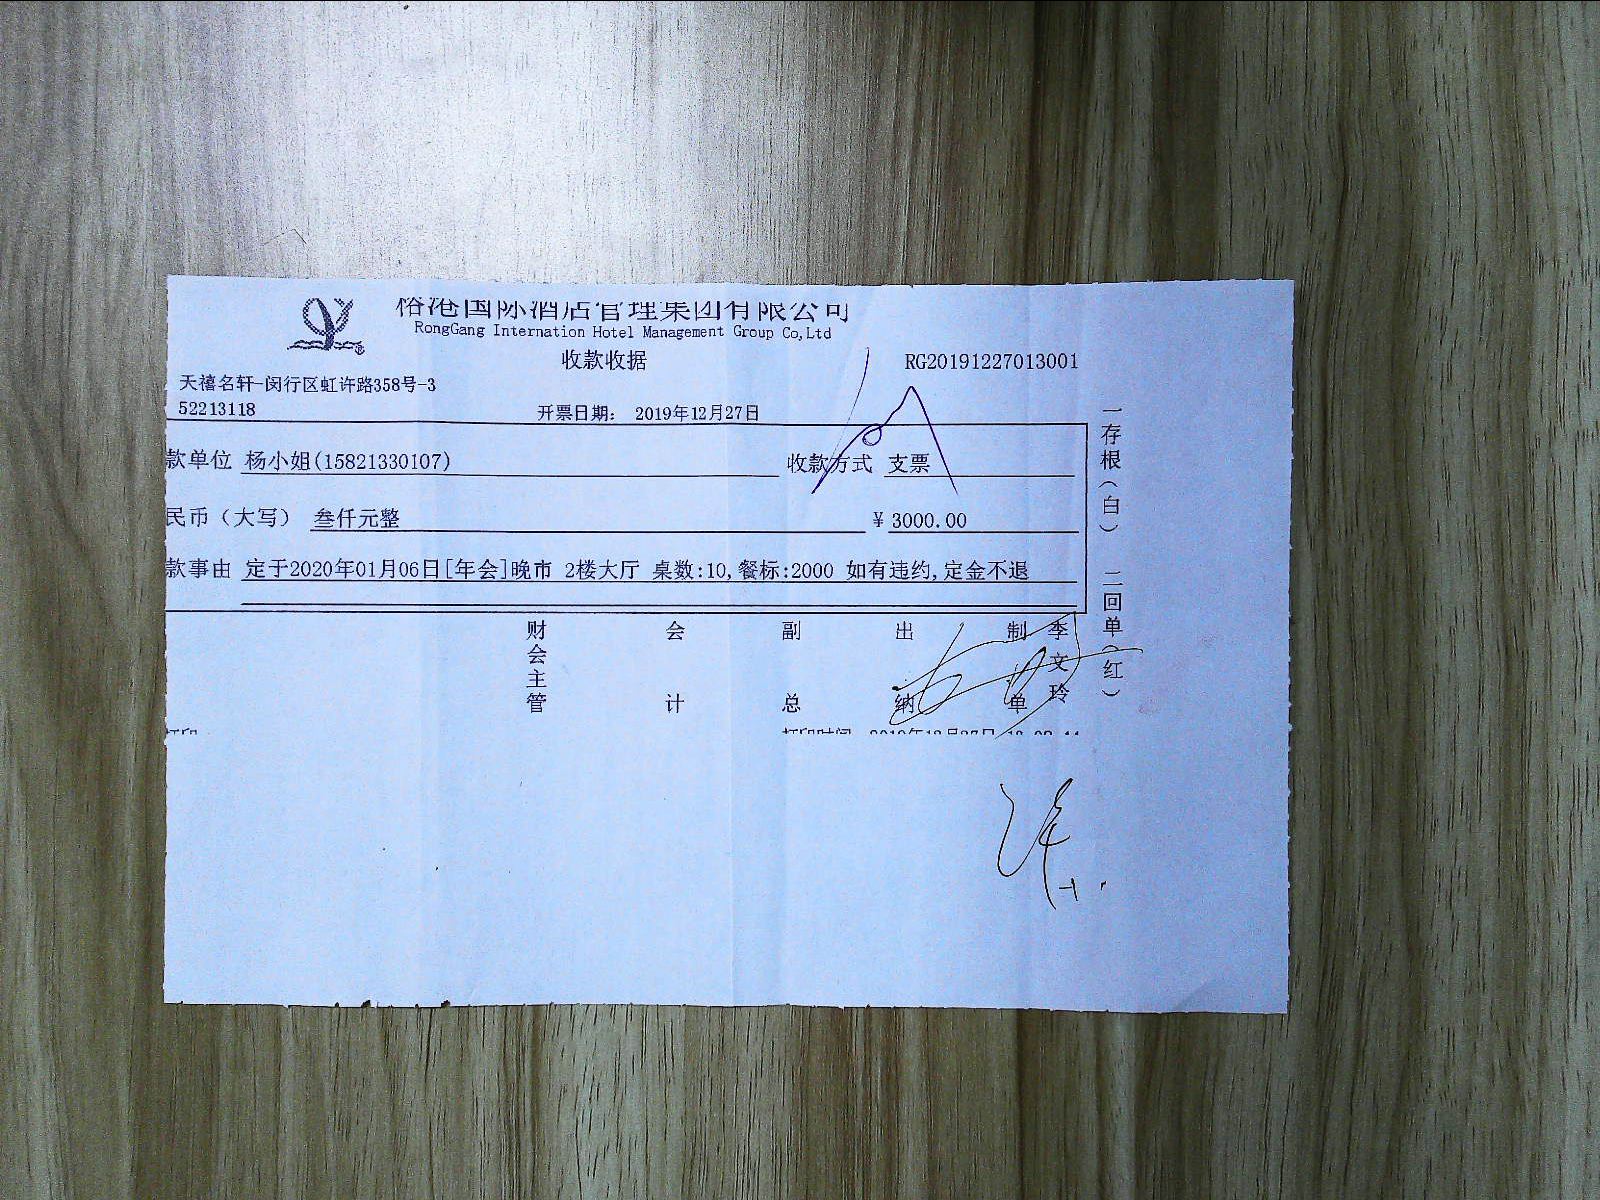 国际酒店管理集团有限公司
RongGang Internation Hotel Management Group Co,Ltd
收款收据 RG20191227013001
天禧名轩-闵行区虹许路358号-3
52213118 开票日期： 2019年12月27日
款单位 杨小姐(15821330107) 收款方式 支票
民币（大写） 叁仟元整 ¥ 3000.00
款事由 定于2020年01月06日[年会]晚市 2楼大厅 桌数:10,餐标:2000 如有违约,定金不退
财会主管 会计 副总 出纳 制单 李文玲
一存根（白） 二回单（红）